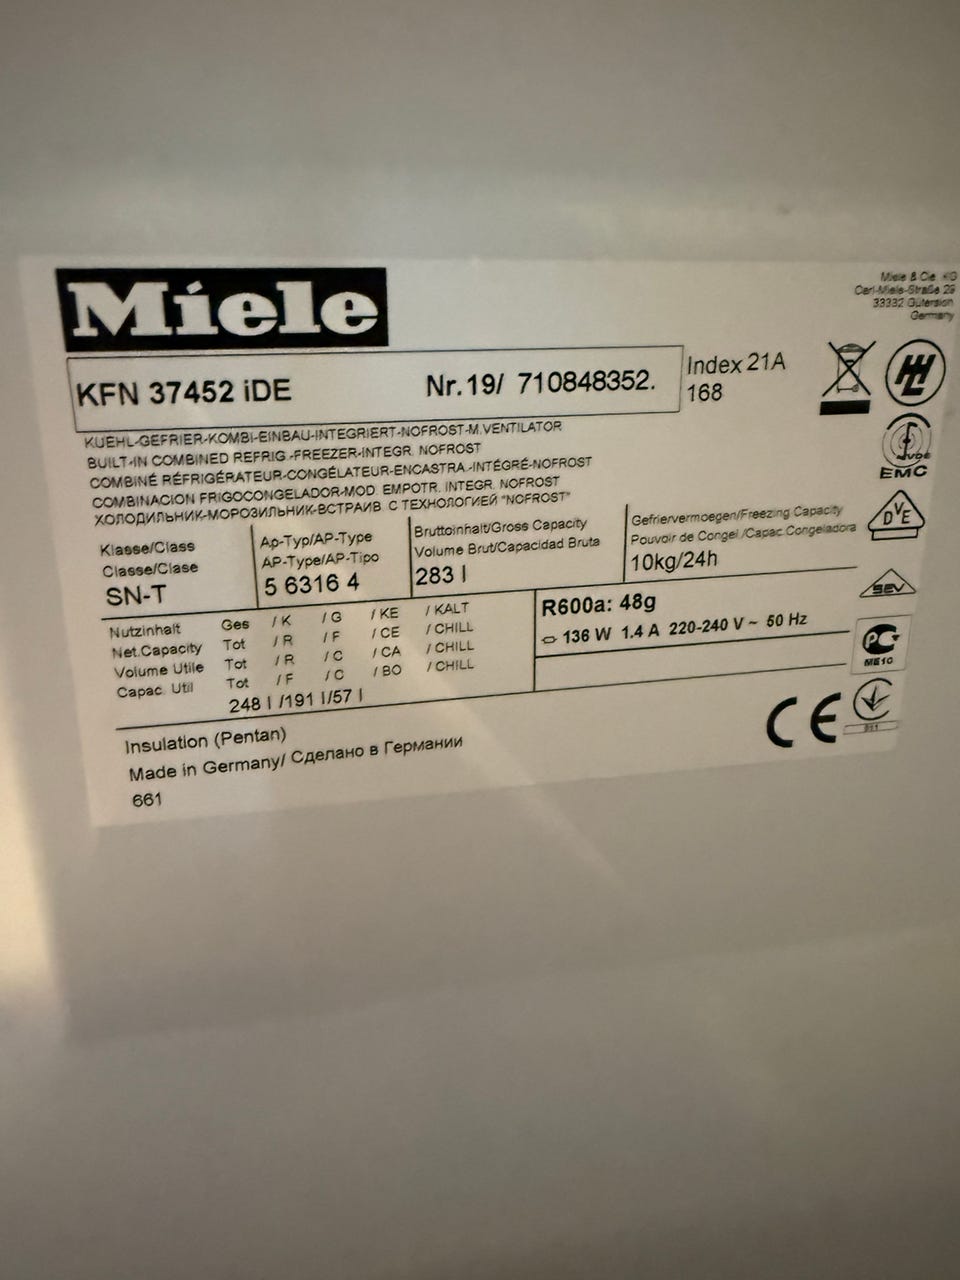 Miele
Miele & Cie. KG
Carl-Miele-Straße 29
33332 Gütersloh
Germany
KFN 37452 iDE Nr.19/ 710848352.
Index 21A
168
KUEHL-GEFRIER-KOMBI-EINBAU-INTEGRIERT-NOFROST-M.VENTILATOR
BUILT-IN COMBINED REFRIG.-FREEZER-INTEGR. NOFROST
COMBINÉ RÉFRIGÉRATEUR-CONGÉLATEUR-ENCASTRA.-INTÉGRÉ-NOFROST
COMBINACION FRIGOCONGELADOR-MOD. EMPOTR. INTEGR. NOFROST
ХОЛОДИЛЬНИК-МОРОЗИЛЬНИК-ВСТРАИВ. С ТЕХНОЛОГИЕЙ "NOFROST"
VDE
EMC
DVE
Klasse/Class
Classe/Clase
SN-T
Ap-Typ/AP-Type
AP-Type/AP-Tipo
5 6316 4
Bruttoinhalt/Gross Capacity
Volume Brut/Capacidad Bruta
283 l
Gefriervermoegen/Freezing Capacity
Pouvoir de Congel./Capac.Congeladora
10kg/24h
SEV
Nutzinhalt Ges / K / G / KE / KALT
Net.Capacity Tot / R / F / CE / CHILL
Volume Utile Tot / R / C / CA / CHILL
Capac. Util Tot / F / C / BO / CHILL
248 l /191 l/57 l
R600a: 48g
136 W 1.4 A 220-240 V ~ 50 Hz
ME10
Insulation (Pentan)
Made in Germany/ Сделано в Германии
661
CE